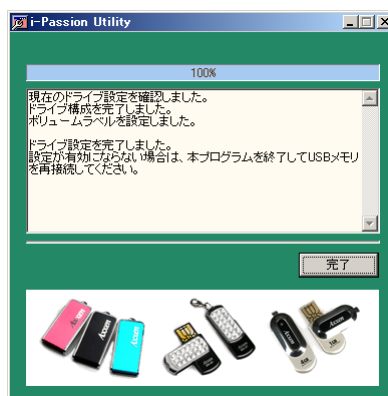 i-Passion Utility
100%
現在のドライブ設定を確認しました。
ドライブ構成を完了しました。
ボリュームラベルを設定しました。
ドライブ設定を完了しました。
設定が有効にならない場合は、本プログラムを終了してUSBメモリ
を再接続してください。
完了